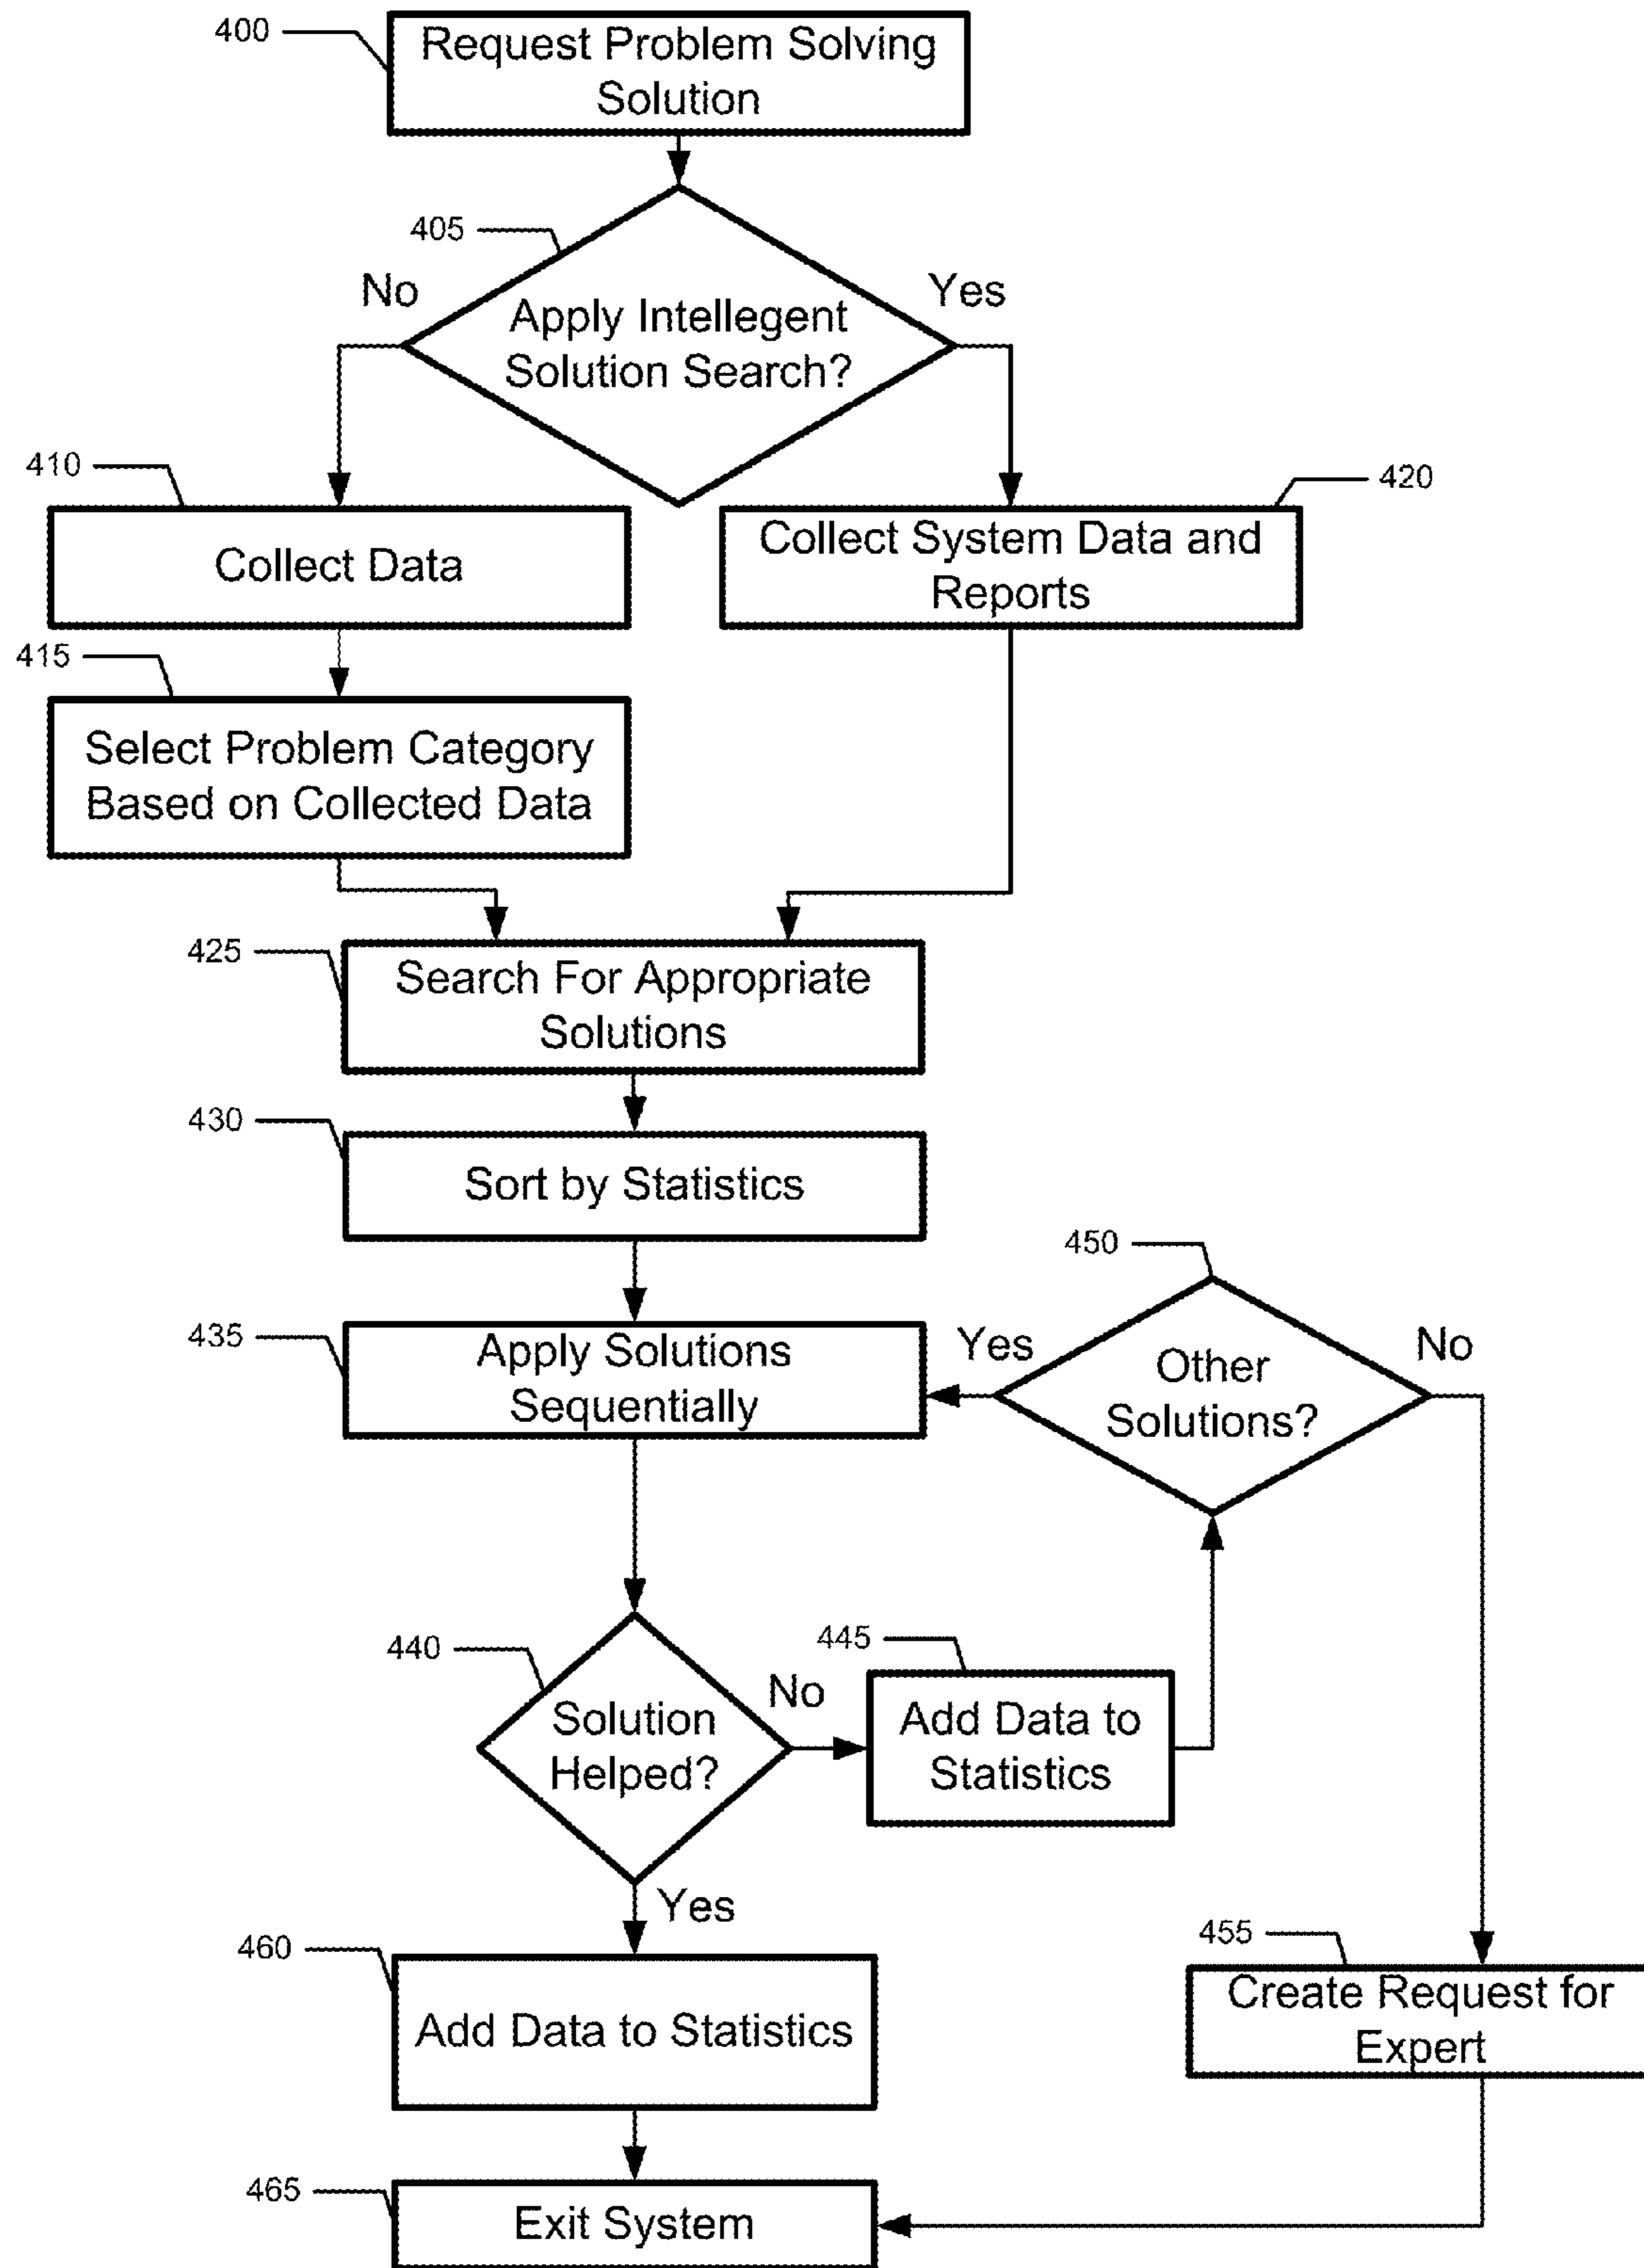 400
Request Problem Solving
Solution
405
No
Yes
Apply Intellegent
Solution Search?
410
420
Collect Data
Collect System Data and
Reports
415
Select Problem Category
Based on Collected Data
425
Search For Appropriate
Solutions
430
Sort by Statistics
450
435
Apply Solutions
Sequentially
Yes
No
Other
Solutions?
440
445
No
Solution
Helped?
Add Data to
Statistics
Yes
460
455
Add Data to Statistics
Create Request for
Expert
465
Exit System